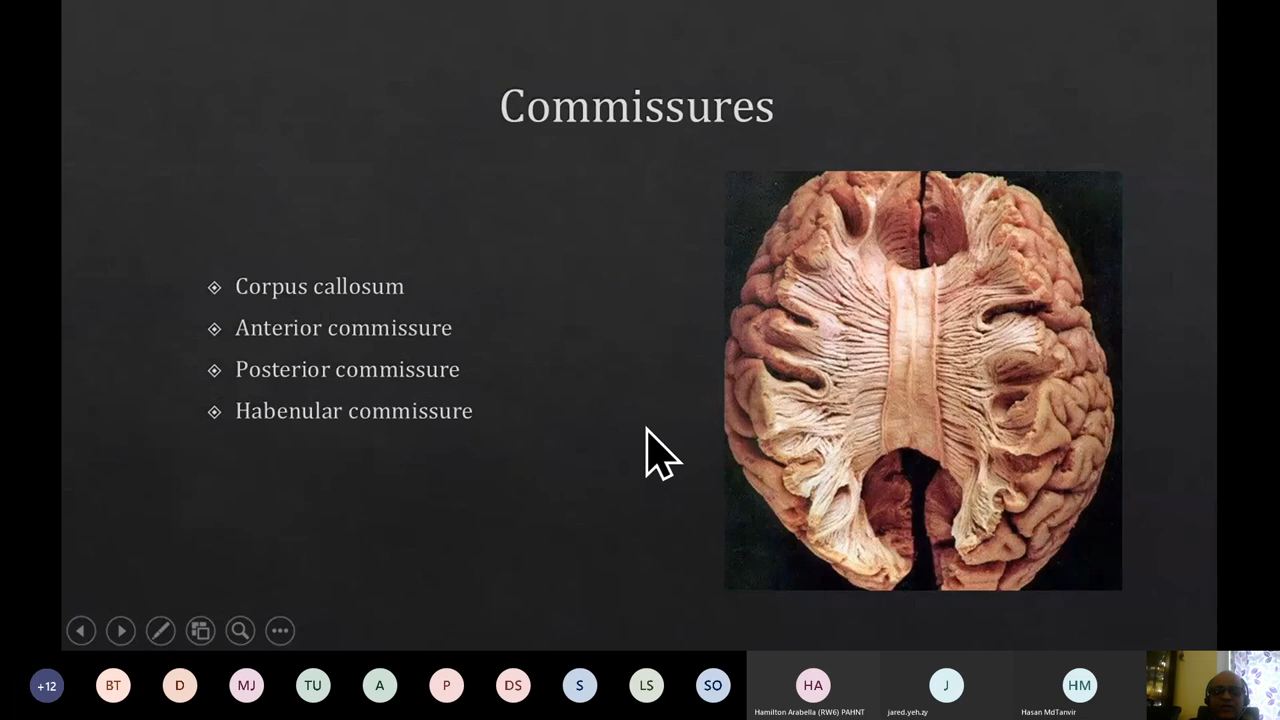 Commissures
Corpus callosum
Anterior commissure
Posterior commissure
Habenular commissure
+12
BT
D
MJ
TU
A
P
DS
S
LS
SO
HA
J
HM
Hamilton Arabella (RW6) PAHNT
jared.yeh.zy
Hasan MdTanvir